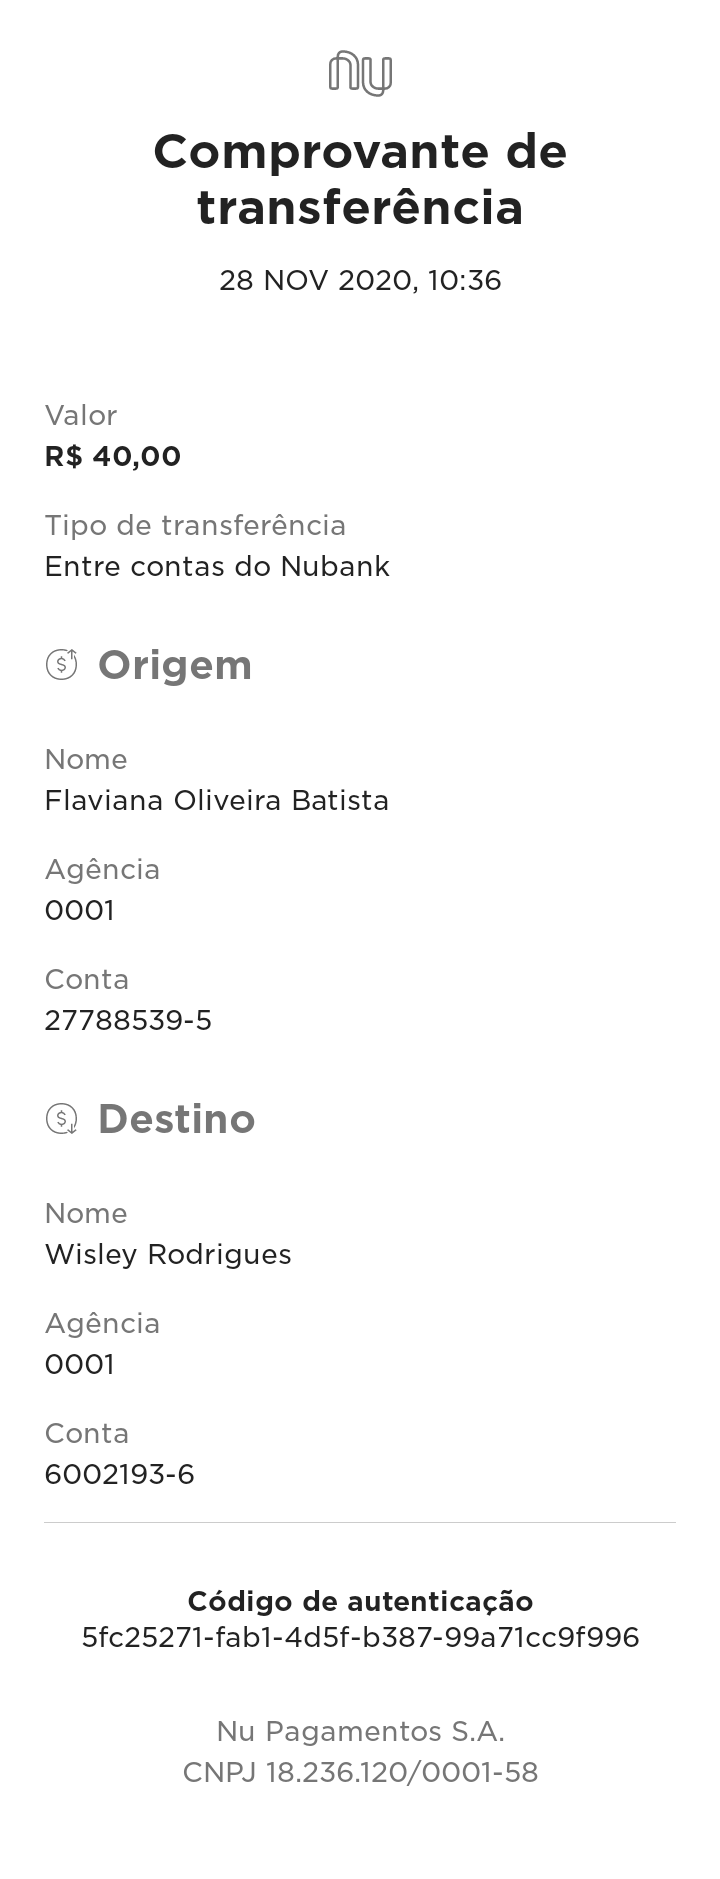 nu
Comprovante de
transferência
28 NOV 2020, 10:36
Valor
R$ 40,00
Tipo de transferência
Entre contas do Nubank
Origem
Nome
Flaviana Oliveira Batista
Agência
0001
Conta
27788539-5
Destino
Nome
Wisley Rodrigues
Agência
0001
Conta
6002193-6
Código de autenticação
5fc25271-fab1-4d5f-b387-99a71cc9f996
Nu Pagamentos S.A.
CNPJ 18.236.120/0001-58